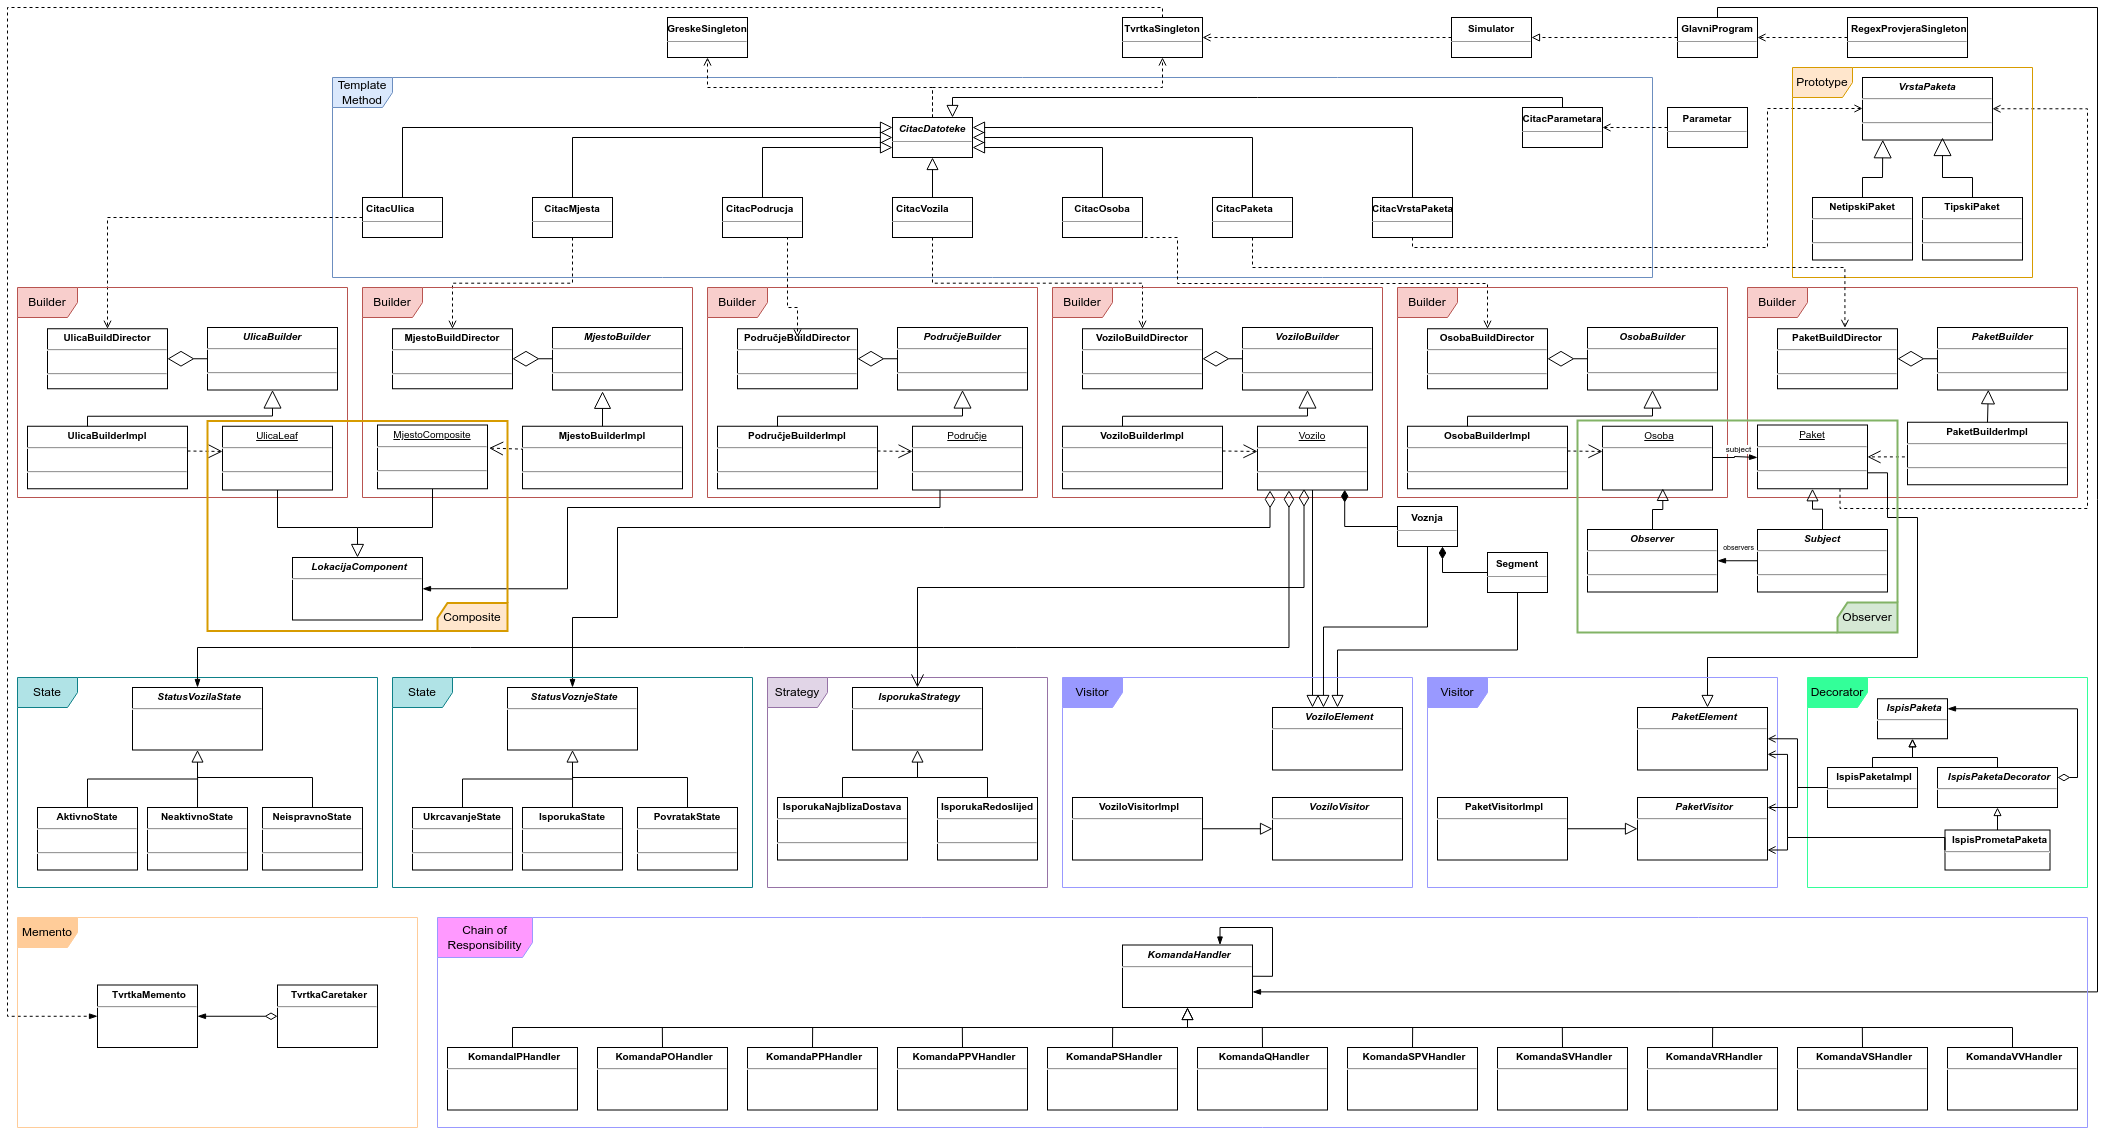 GreskeSingleton
TvrtkaSingleton
Simulator
GlavniProgram
RegexProvjeraSingleton
Template
Method
Prototype
VrstaPaketa
CitacDatoteke
CitacParametara
Parametar
CitacUlica
CitacMjesta
CitacPodrucja
CitacVozila
CitacOsoba
CitacPaketa
CitacVrstaPaketa
NetipskiPaket
TipskiPaket
Builder
Builder
Builder
Builder
Builder
Builder
UlicaBuildDirector
UlicaBuilder
MjestoBuildDirector
MjestoBuilder
PodručjeBuildDirector
PodručjeBuilder
VoziloBuildDirector
VoziloBuilder
OsobaBuildDirector
OsobaBuilder
PaketBuildDirector
PaketBuilder
UlicaBuilderImpl
UlicaLeaf
MjestoComposite
MjestoBuilderImpl
PodručjeBuilderImpl
Područje
VoziloBuilderImpl
Vozilo
OsobaBuilderImpl
Osoba
subject
Paket
PaketBuilderImpl
Voznja
Observer
observers
Subject
Segment
LokacijaComponent
Composite
Observer
State
StatusVozilaState
State
StatusVoznjeState
Strategy
IsporukaStrategy
Visitor
VoziloElement
Visitor
PaketElement
Decorator
IspisPaketa
IspisPaketaImpl
IspisPaketaDecorator
AktivnoState
NeaktivnoState
NeispravnoState
UkrcavanjeState
IsporukaState
PovratakState
IsporukaNajblizaDostava
IsporukaRedoslijed
VoziloVisitorImpl
VoziloVisitor
PaketVisitorImpl
PaketVisitor
IspisPrometaPaketa
Memento
Chain of
Responsibility
KomandaHandler
TvrtkaMemento
TvrtkaCaretaker
KomandaIPHandler
KomandaPOHandler
KomandaPPHandler
KomandaPPVHandler
KomandaPSHandler
KomandaQHandler
KomandaSPVHandler
KomandaSVHandler
KomandaVRHandler
KomandaVSHandler
KomandaVVHandler